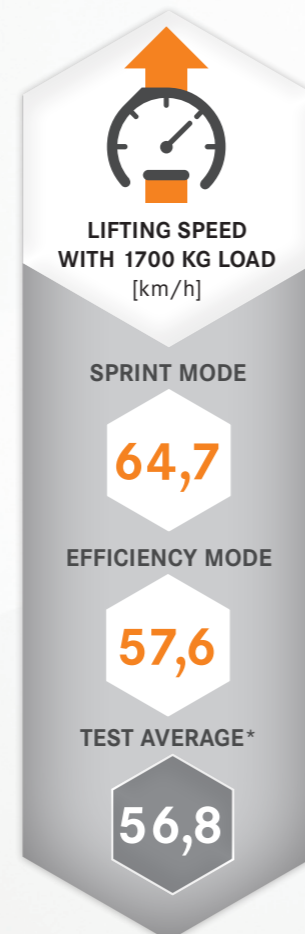 LIFTING SPEED
WITH 1700 KG LOAD
[km/h]
SPRINT MODE
64,7
EFFICIENCY MODE
57,6
TEST AVERAGE*
56,8